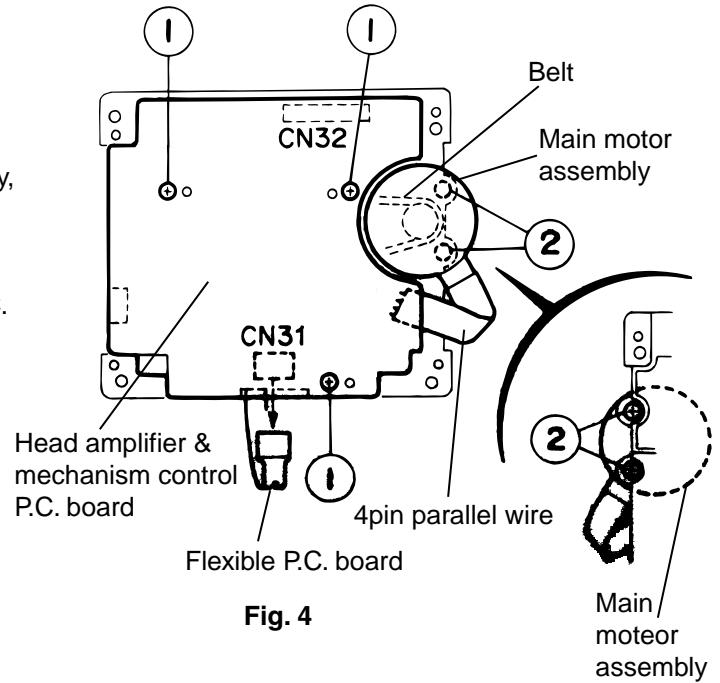 1
1
Belt
CN32
Main motor
assembly
y,
2
.
CN31
2
Head amplifier &
mechanism control
P.C. board
1
4pin parallel wire
Flexible P.C. board
Fig. 4
Main
moteor
assembly